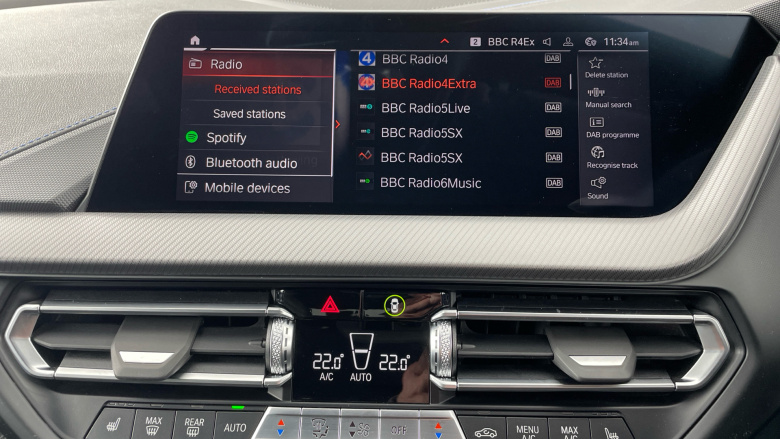 2 BBC R4Ex 11:34am
Radio
Received stations
Saved stations
Spotify
Bluetooth audio
Mobile devices
4 BBC Radio4 DAB
4X BBC Radio4Extra DAB
BBC Radio5Live DAB
BBC Radio5SX DAB
BBC Radio5SX DAB
BBC Radio6Music DAB
Delete station
Manual search
DAB programme
Recognise track
Sound
22.0° 22.0°
A/C AUTO
MAX
REAR
AUTO
OFF
MENU
A/C
MAX
A/C